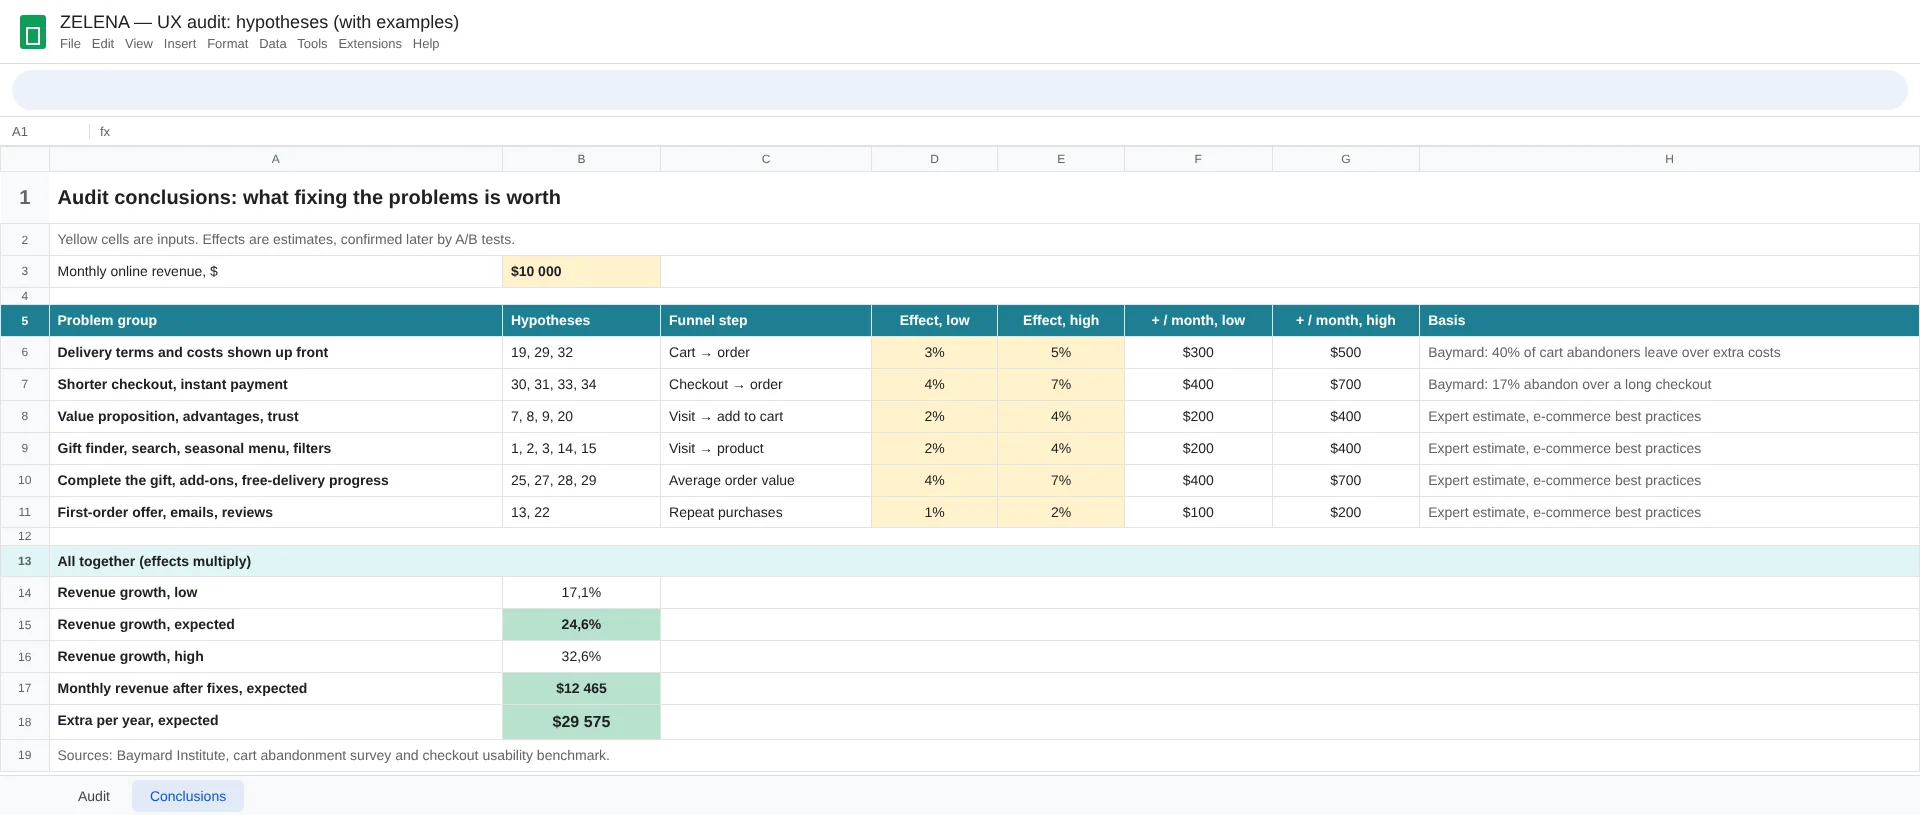 ZELENA — UX audit: hypotheses (with examples)
File Edit View Insert Format Data Tools Extensions Help
A1 fx
A B C D E F G H
1 Audit conclusions: what fixing the problems is worth
2 Yellow cells are inputs. Effects are estimates, confirmed later by A/B tests.
3 Monthly online revenue, $ $10 000
4
5 Problem group Hypotheses Funnel step Effect, low Effect, high + / month, low + / month, high Basis
6 Delivery terms and costs shown up front 19, 29, 32 Cart → order 3% 5% $300 $500 Baymard: 40% of cart abandoners leave over extra costs
7 Shorter checkout, instant payment 30, 31, 33, 34 Checkout → order 4% 7% $400 $700 Baymard: 17% abandon over a long checkout
8 Value proposition, advantages, trust 7, 8, 9, 20 Visit → add to cart 2% 4% $200 $400 Expert estimate, e-commerce best practices
9 Gift finder, search, seasonal menu, filters 1, 2, 3, 14, 15 Visit → product 2% 4% $200 $400 Expert estimate, e-commerce best practices
10 Complete the gift, add-ons, free-delivery progress 25, 27, 28, 29 Average order value 4% 7% $400 $700 Expert estimate, e-commerce best practices
11 First-order offer, emails, reviews 13, 22 Repeat purchases 1% 2% $100 $200 Expert estimate, e-commerce best practices
12
13 All together (effects multiply)
14 Revenue growth, low 17,1%
15 Revenue growth, expected 24,6%
16 Revenue growth, high 32,6%
17 Monthly revenue after fixes, expected $12 465
18 Extra per year, expected $29 575
19 Sources: Baymard Institute, cart abandonment survey and checkout usability benchmark.
Audit Conclusions